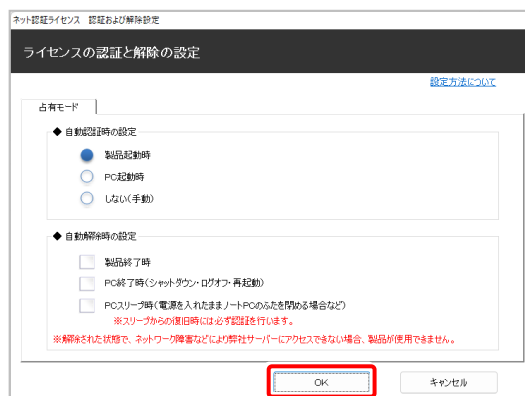 ネット認証ライセンス 認証および解除設定
ライセンスの認証と解除の設定
設定方法について
占有モード
◆ 自動認証時の設定
製品起動時
PC起動時
しない(手動)
◆ 自動解除時の設定
製品終了時
PC終了時(シャットダウン・ログオフ・再起動)
PCスリープ時(電源を入れたままノートPCのふたを閉める場合など)
※スリープからの復旧時には必ず認証を行います。
※解除された状態で、ネットワーク障害などにより弊社サーバーにアクセスできない場合、製品が使用できません。
OK
キャンセル